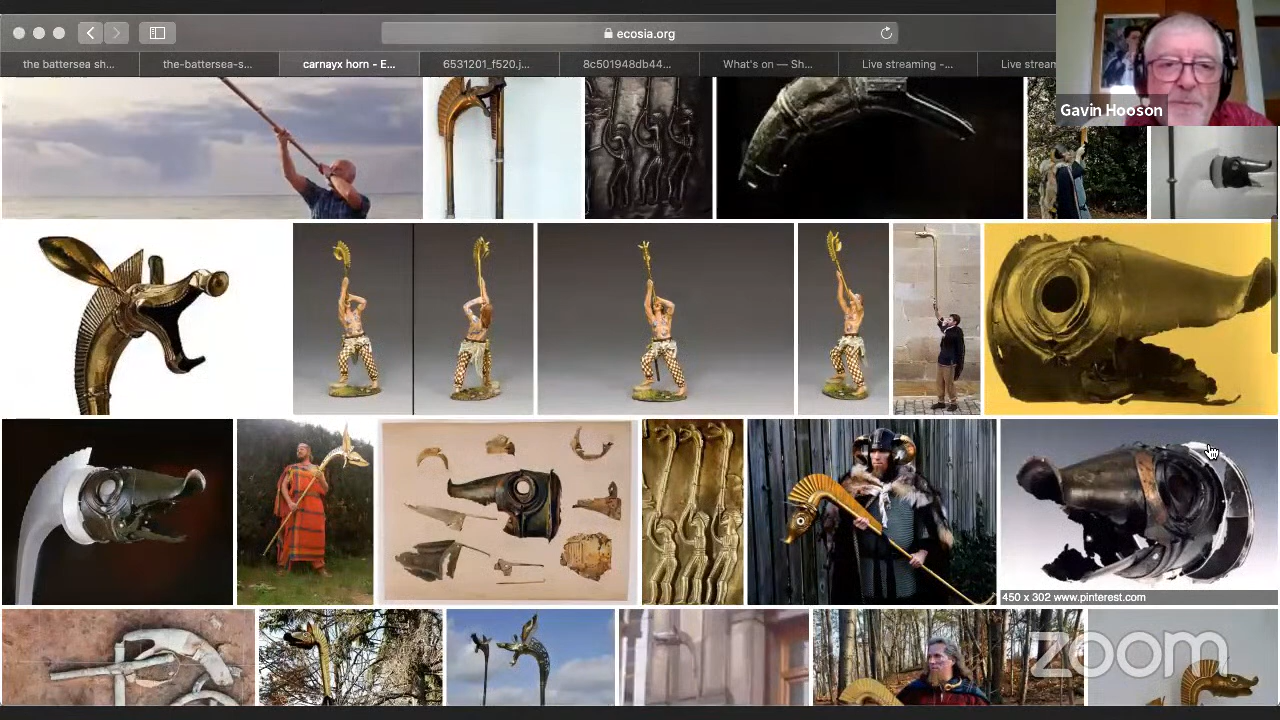 ecosia.org
the battersea sh...
the-battersea-s...
carnayx horn - E...
6531201_f520.j...
8c501948db44...
What's on — Sh...
Live streaming -...
Live strean
Gavin Hooson
450 x 302 www.pinterest.com
zoom